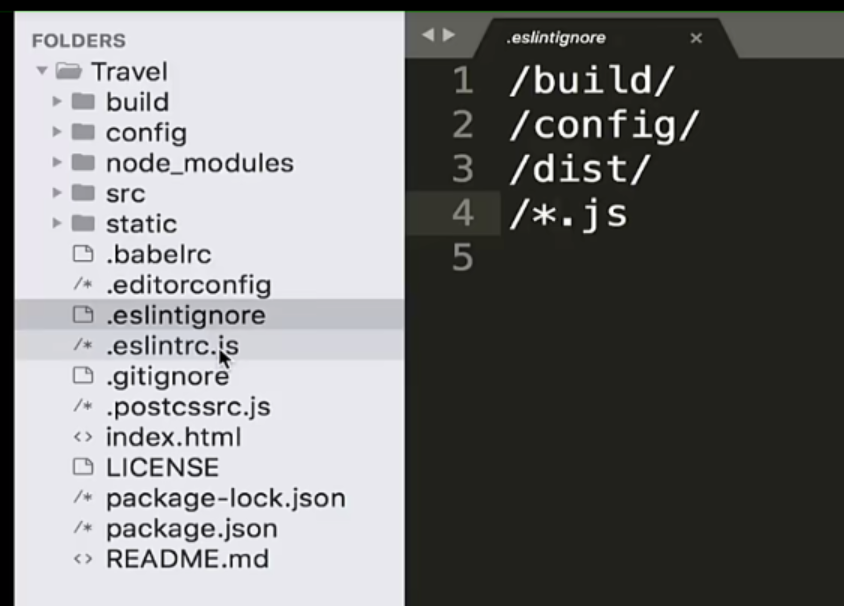 FOLDERS
Travel
build
config
node_modules
src
static
.babelrc
/* .editorconfig
.eslintignore
/* .eslintrc.js
.gitignore
/* .postcssrc.js
<> index.html
LICENSE
/* package-lock.json
/* package.json
<> README.md
.eslintignore ×
1 /build/
2 /config/
3 /dist/
4 /*.js
5